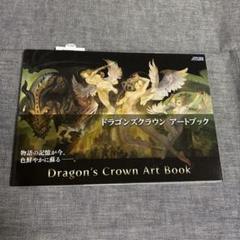 ATLUS
ドラゴンズクラウン アートブック
物語の記憶が今、
色鮮やかに蘇る——。
Dragon's Crown Art Book